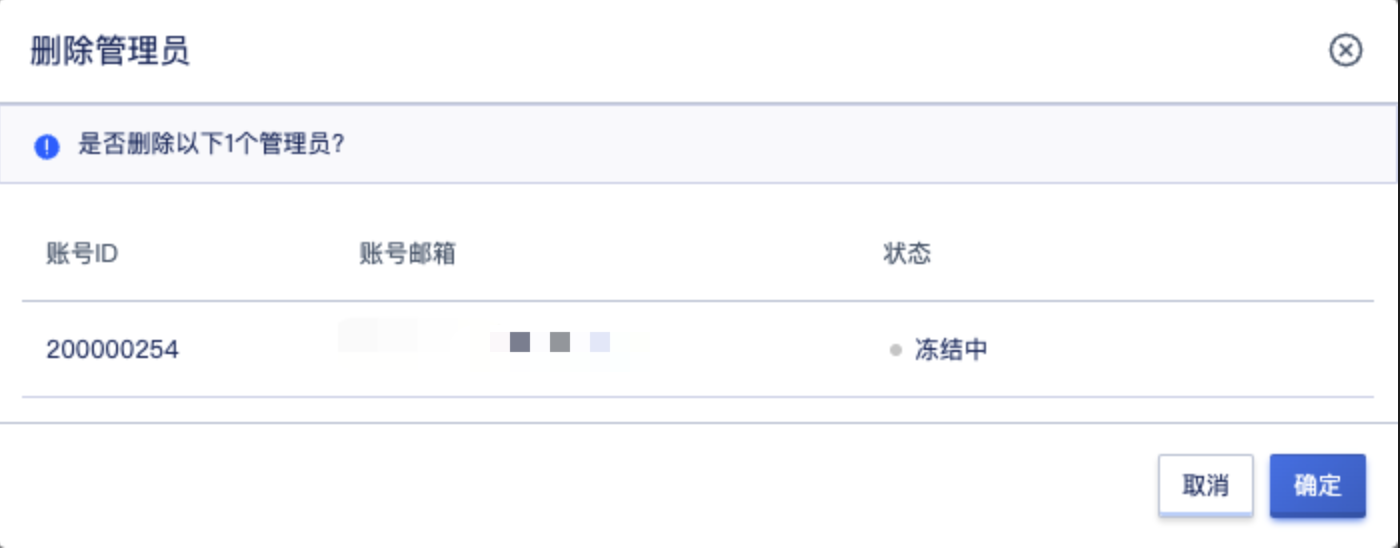 删除管理员
是否删除以下1个管理员?
账号ID 账号邮箱 状态
200000254 冻结中
取消 确定